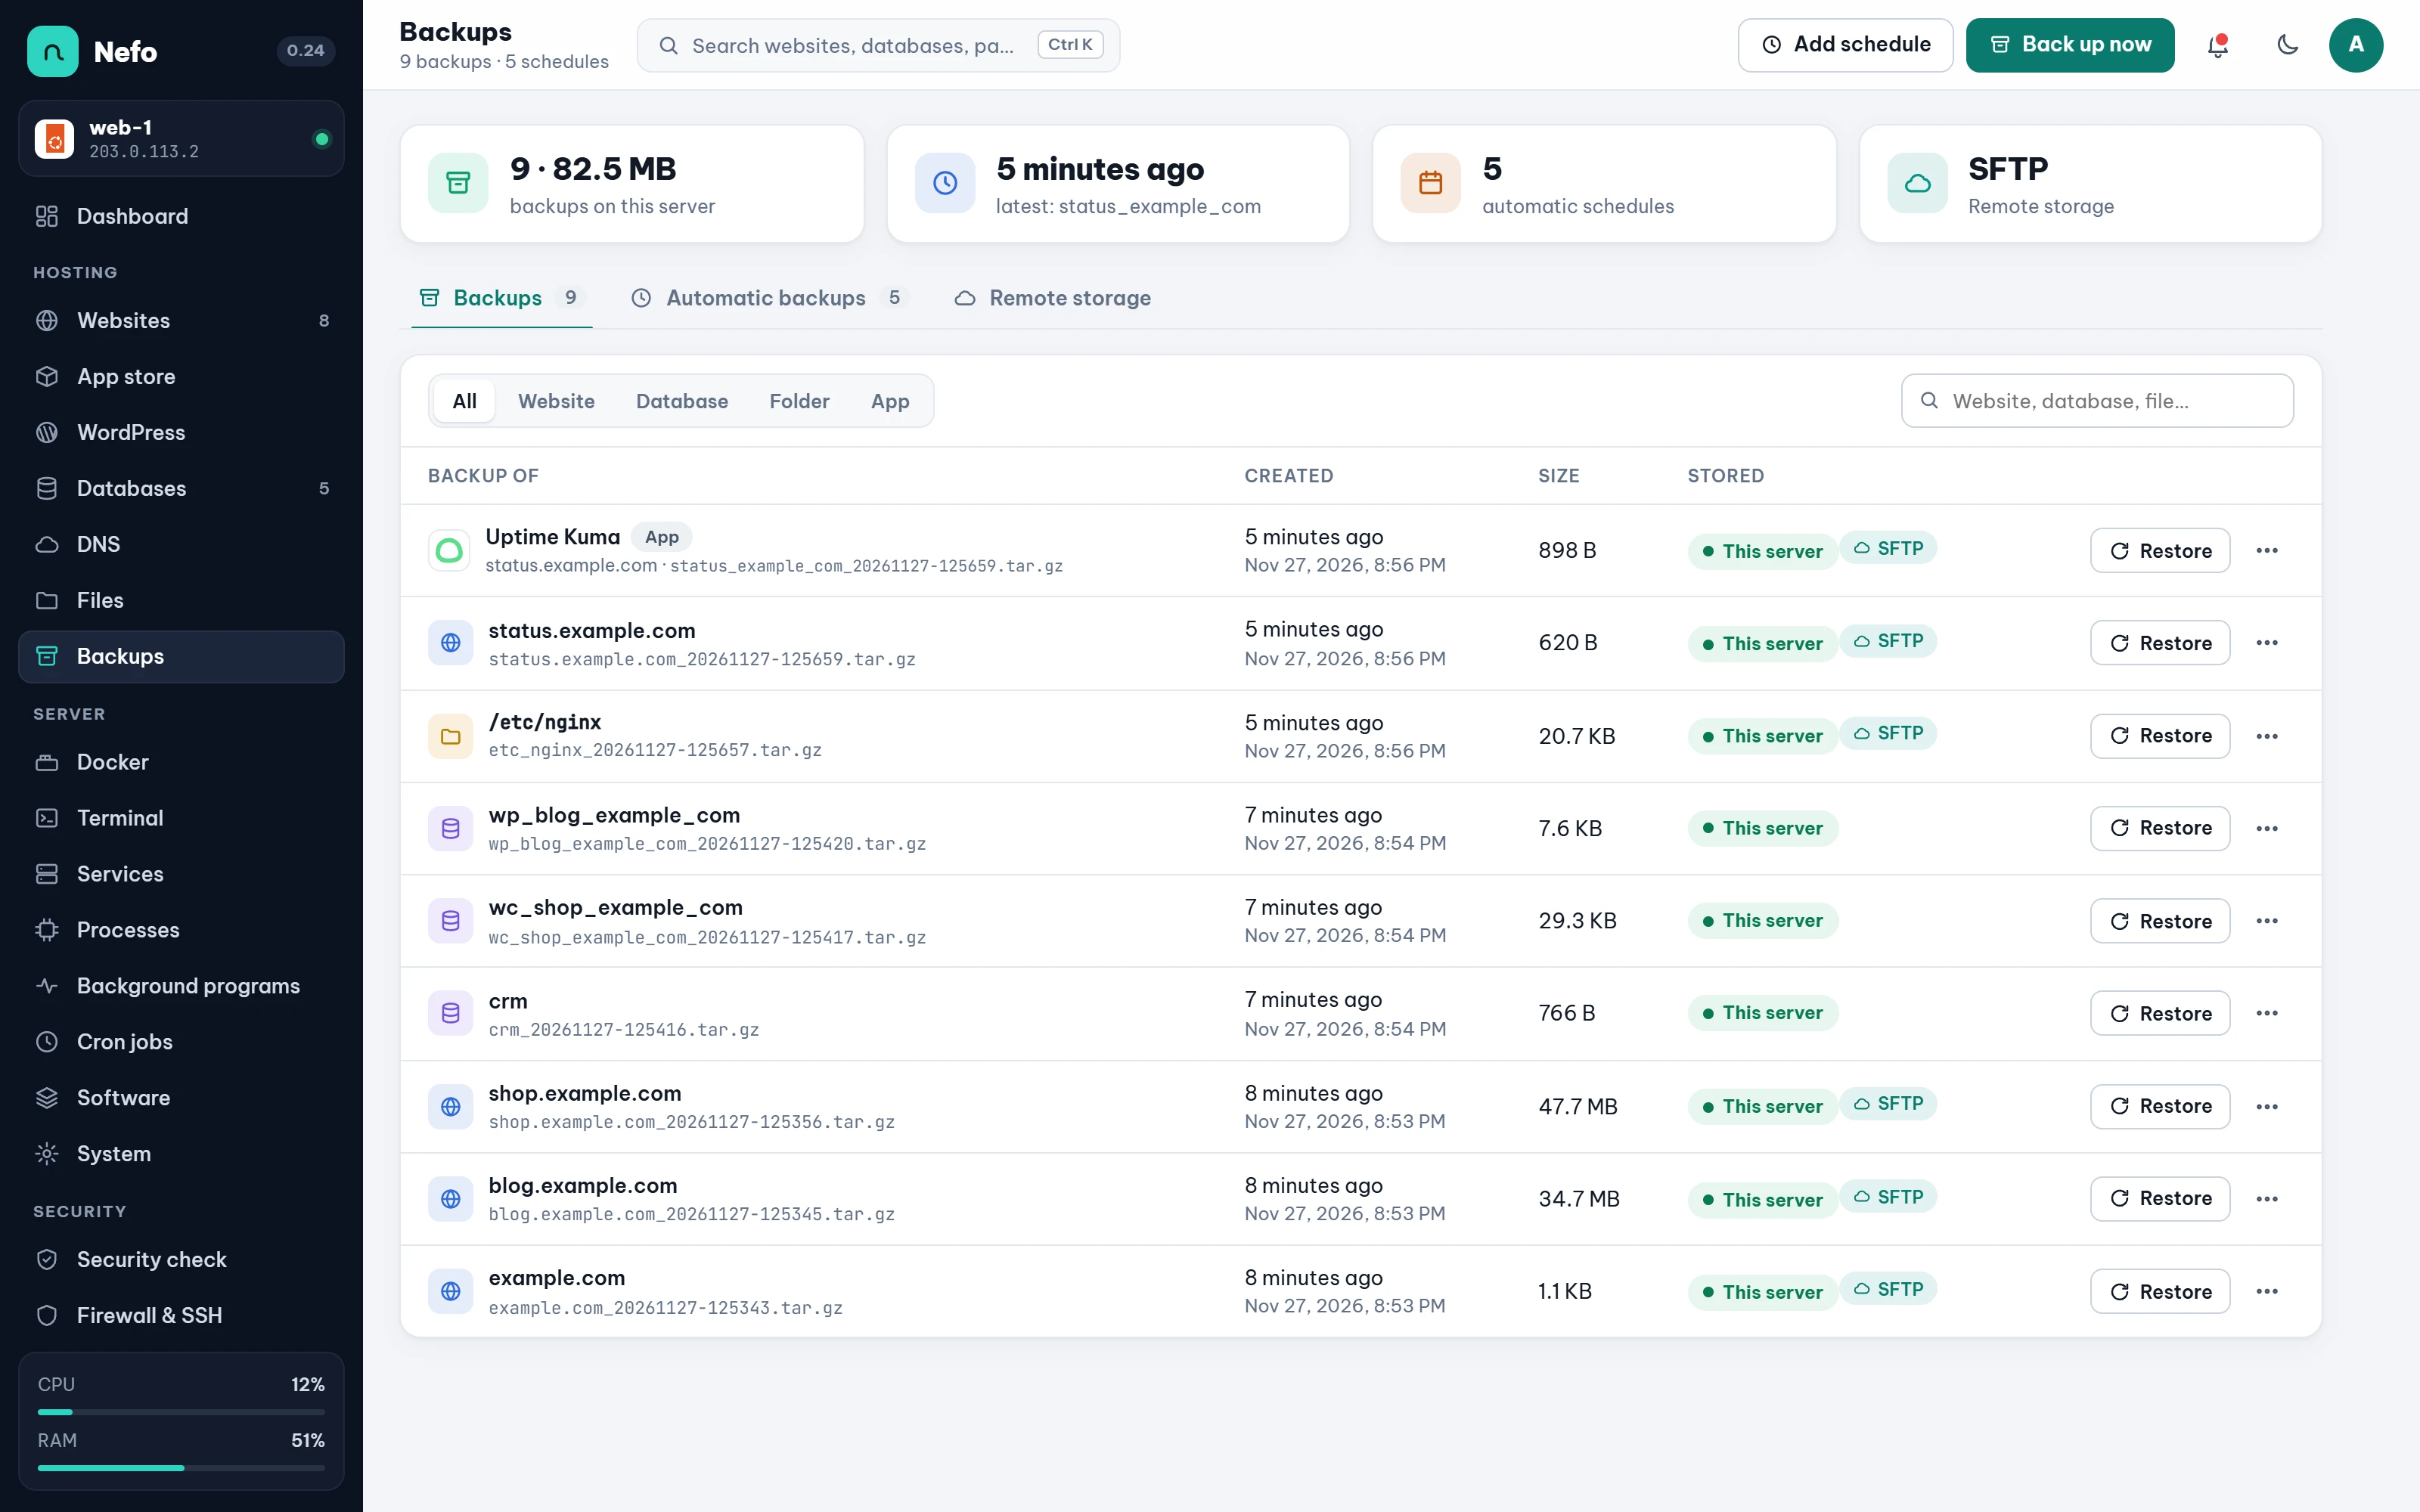 Nefo
0.24
web-1
203.0.113.2
Dashboard
HOSTING
Websites 8
App store
WordPress
Databases 5
DNS
Files
Backups
SERVER
Docker
Terminal
Services
Processes
Background programs
Cron jobs
Software
System
SECURITY
Security check
Firewall & SSH
CPU 12%
RAM 51%
Backups
9 backups · 5 schedules
Search websites, databases, pa... Ctrl K
Add schedule
Back up now
A
9 · 82.5 MB
backups on this server
5 minutes ago
latest: status_example_com
5
automatic schedules
SFTP
Remote storage
Backups 9
Automatic backups 5
Remote storage
All Website Database Folder App
Website, database, file...
BACKUP OF CREATED SIZE STORED
Uptime Kuma App
status.example.com · status_example_com_20261127-125659.tar.gz
5 minutes ago
Nov 27, 2026, 8:56 PM
898 B
This server SFTP
Restore
status.example.com
status.example.com_20261127-125659.tar.gz
5 minutes ago
Nov 27, 2026, 8:56 PM
620 B
This server SFTP
Restore
/etc/nginx
etc_nginx_20261127-125657.tar.gz
5 minutes ago
Nov 27, 2026, 8:56 PM
20.7 KB
This server SFTP
Restore
wp_blog_example_com
wp_blog_example_com_20261127-125420.tar.gz
7 minutes ago
Nov 27, 2026, 8:54 PM
7.6 KB
This server
Restore
wc_shop_example_com
wc_shop_example_com_20261127-125417.tar.gz
7 minutes ago
Nov 27, 2026, 8:54 PM
29.3 KB
This server
Restore
crm
crm_20261127-125416.tar.gz
7 minutes ago
Nov 27, 2026, 8:54 PM
766 B
This server
Restore
shop.example.com
shop.example.com_20261127-125356.tar.gz
8 minutes ago
Nov 27, 2026, 8:53 PM
47.7 MB
This server SFTP
Restore
blog.example.com
blog.example.com_20261127-125345.tar.gz
8 minutes ago
Nov 27, 2026, 8:53 PM
34.7 MB
This server SFTP
Restore
example.com
example.com_20261127-125343.tar.gz
8 minutes ago
Nov 27, 2026, 8:53 PM
1.1 KB
This server SFTP
Restore